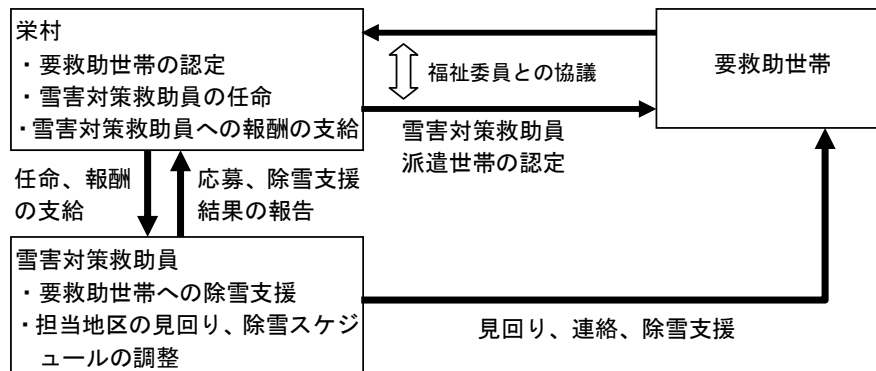 栄村
・要救助世帯の認定
・雪害対策救助員の任命
・雪害対策救助員への報酬の支給
福祉委員との協議
要救助世帯
雪害対策救助員
派遣世帯の認定
任命、報酬
の支給
応募、除雪支援
結果の報告
雪害対策救助員
・要救助世帯への除雪支援
・担当地区の見回り、除雪スケジ
ュールの調整
見回り、連絡、除雪支援